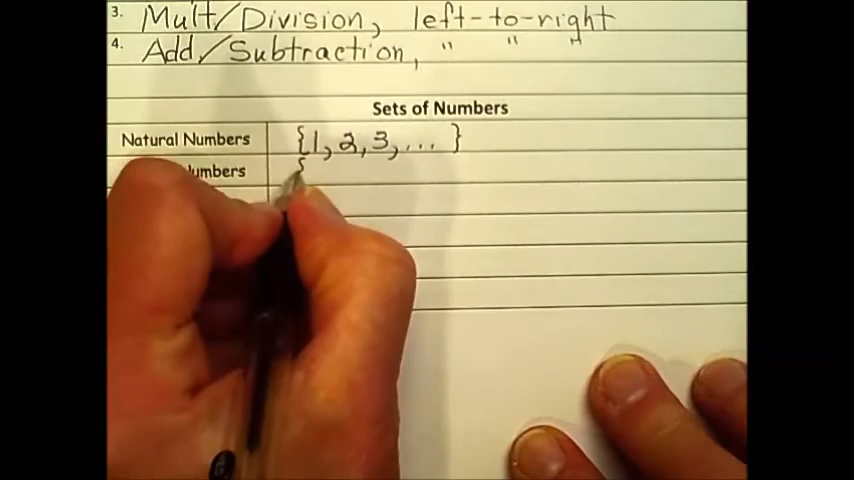 3. Mult/Division, left-to-right
4. Add/Subtraction, " " "
Sets of Numbers
Natural Numbers {1, 2, 3, ... }
{